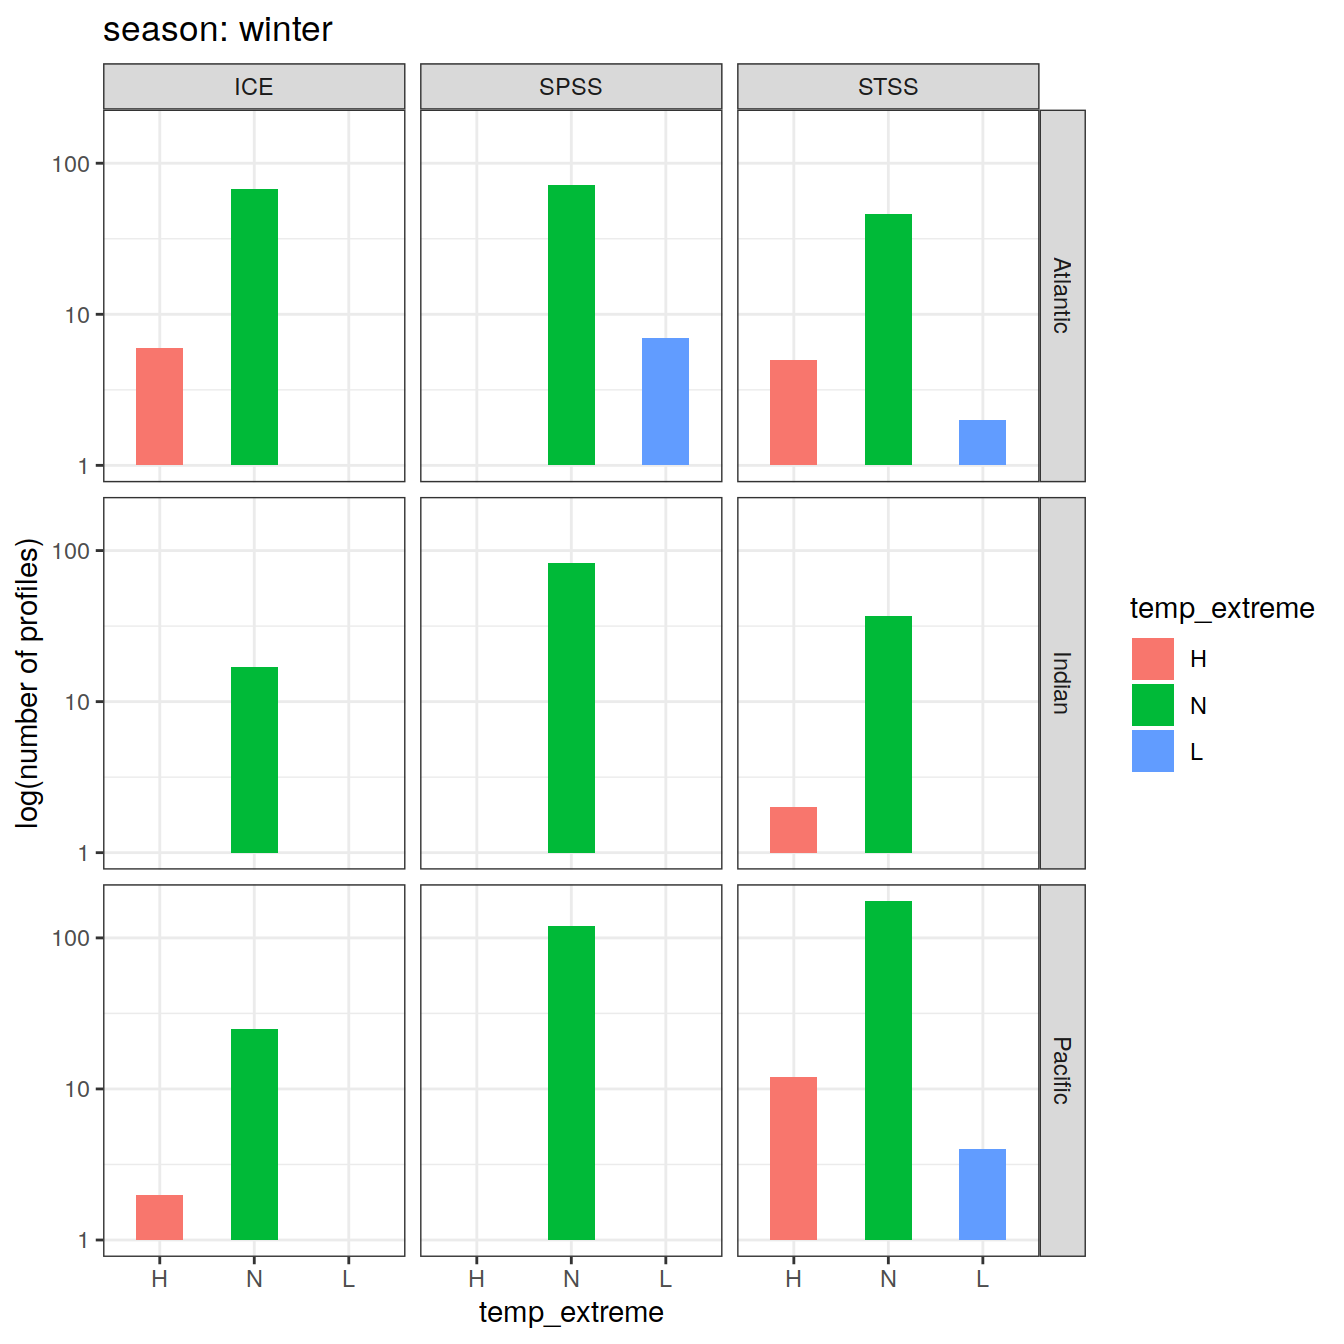 season: winter
ICE SPSS STSS
100
10
1
Atlantic
100
10
1
Indian
100
10
1
Pacific
H N L H N L H N L
temp_extreme
log(number of profiles)
temp_extreme
H
N
L